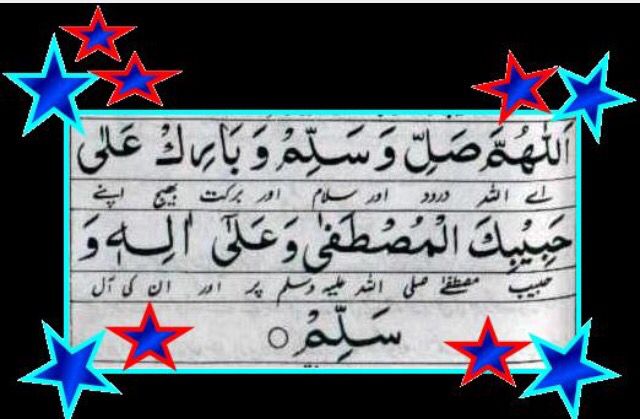 اَللّٰهُمَّ صَلِّ وَ سَلِّمْ وَ بَارِكْ عَلٰى
اے اللہ درود اور سلام اور برکت بھیج اپنے
حَبِيْبِكَ الْمُصْطَفٰى وَ عَلٰٓى اٰلِهٖ وَ
حبیب مصطفےٰ صلی اللہ علیہ وسلم پر اور ان کی آل
سَلِّمْ ○